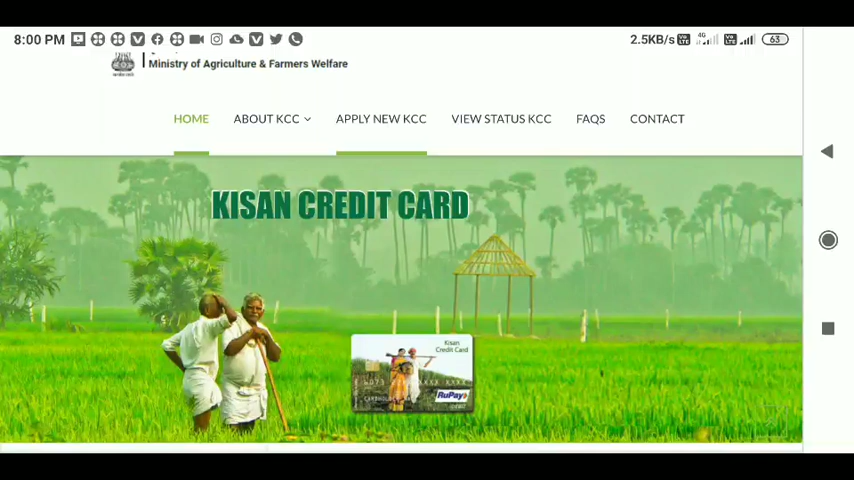 8:00 PM
2.5KB/s 4G 63
Ministry of Agriculture & Farmers Welfare
HOME ABOUT KCC APPLY NEW KCC VIEW STATUS KCC FAQS CONTACT
KISAN CREDIT CARD
Kisan
Credit Card
RuPay